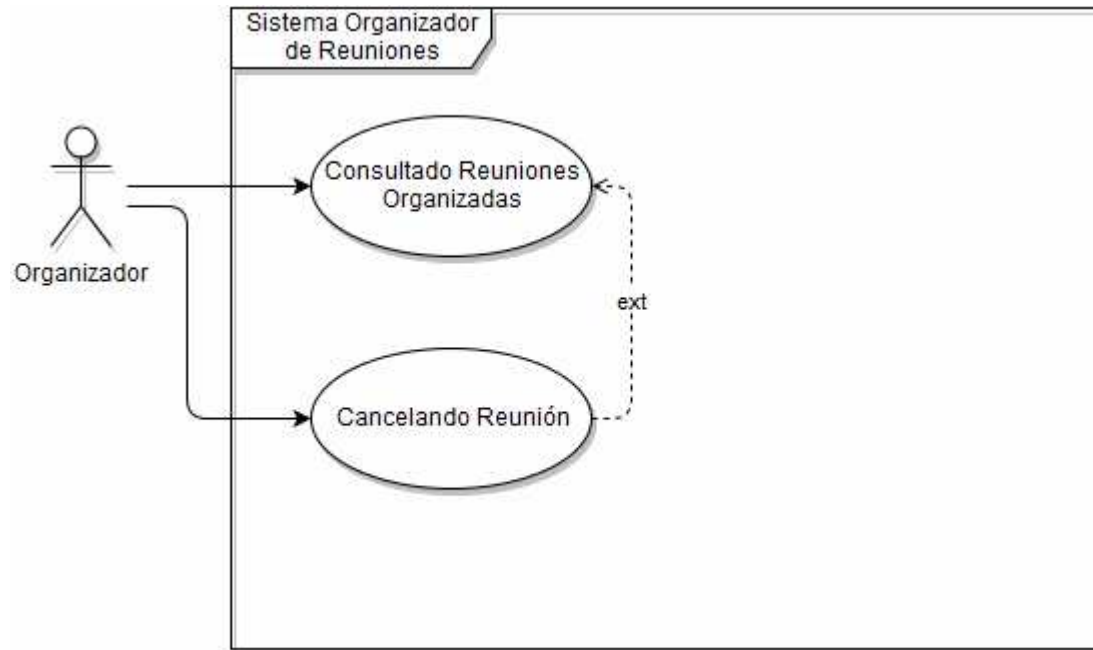 Sistema Organizador
de Reuniones
Consultado Reuniones
Organizadas
Organizador
ext
Cancelando Reunión